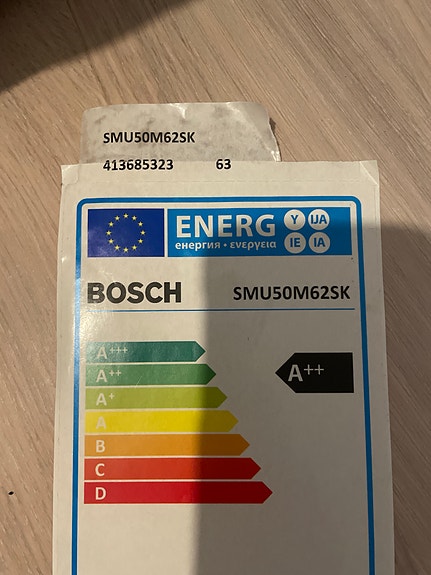 SMU50M62SK
413685323 63
ENERG Y IJA
енергия · ενεργεια IE IA
BOSCH SMU50M62SK
A+++
A++ A++
A+
A
B
C
D